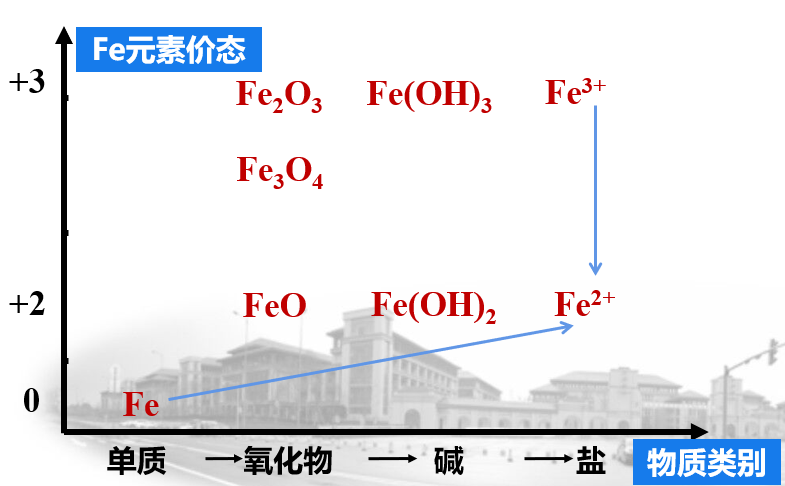 Fe元素价态
+3 Fe₂O₃ Fe(OH)₃ Fe³⁺
Fe₃O₄
+2 FeO Fe(OH)₂ Fe²⁺
0 Fe
单质 → 氧化物 → 碱 → 盐 物质类别